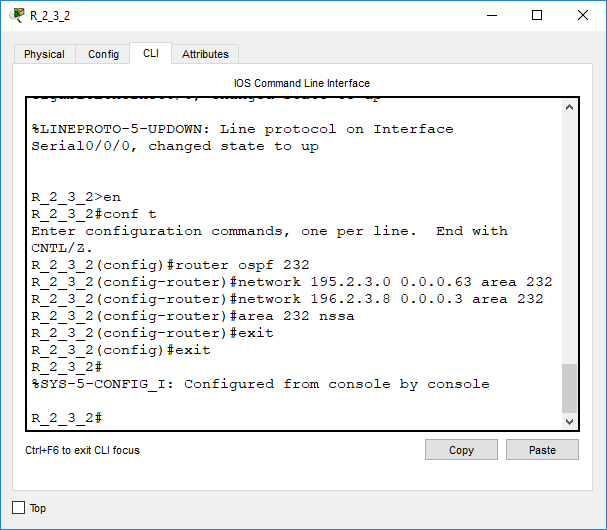 R_2_3_2
Physical
Config
CLI
Attributes
IOS Command Line Interface
changed state to up
%LINEPROTO-5-UPDOWN: Line protocol on Interface
Serial0/0/0, changed state to up
R_2_3_2>en
R_2_3_2#conf t
Enter configuration commands, one per line.  End with
CNTL/Z.
R_2_3_2(config)#router ospf 232
R_2_3_2(config-router)#network 195.2.3.0 0.0.0.63 area 232
R_2_3_2(config-router)#network 196.2.3.8 0.0.0.3 area 232
R_2_3_2(config-router)#area 232 nssa
R_2_3_2(config-router)#exit
R_2_3_2(config)#exit
R_2_3_2#
%SYS-5-CONFIG_I: Configured from console by console
R_2_3_2#
Ctrl+F6 to exit CLI focus
Copy
Paste
Top